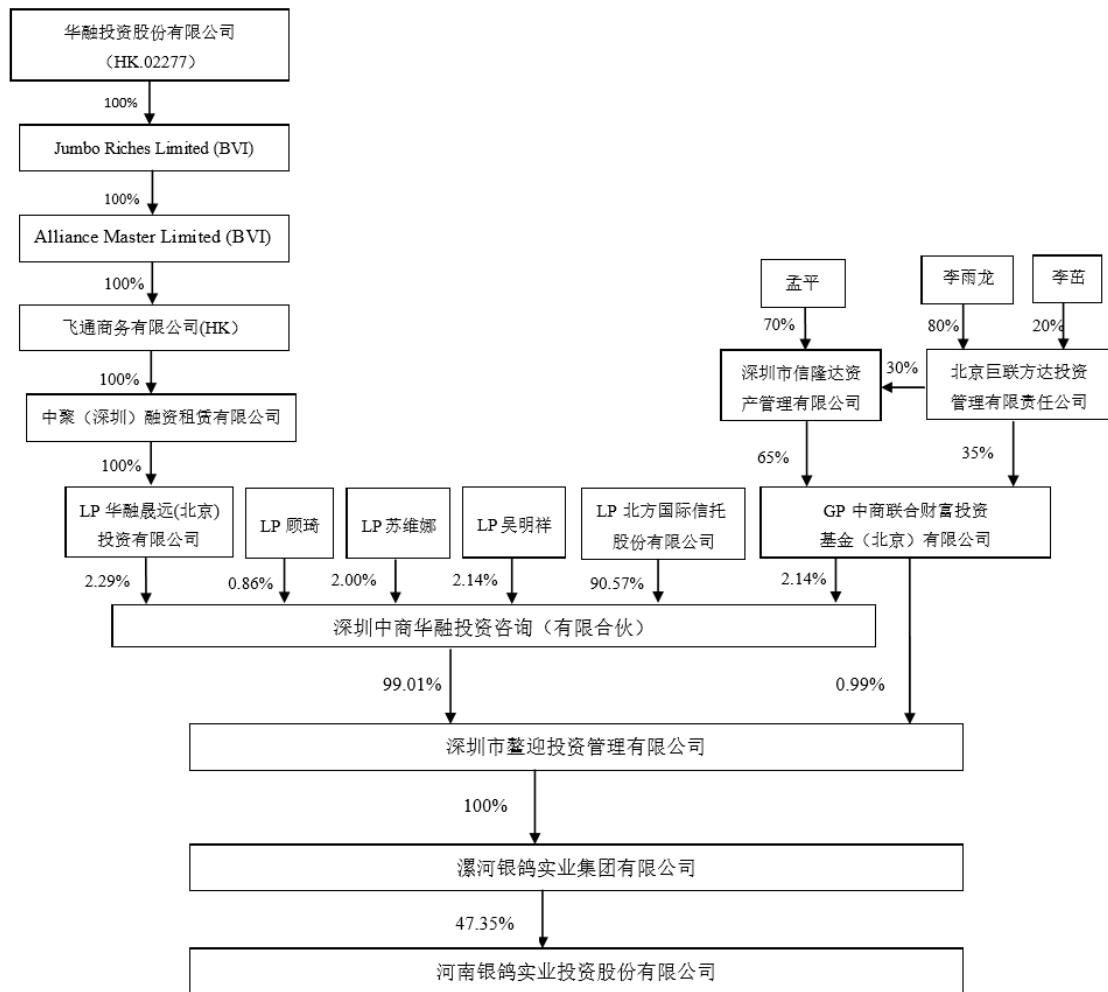 华融投资股份有限公司
（HK.02277）
100%
Jumbo Riches Limited (BVI)
100%
Alliance Master Limited (BVI)
100%
飞通商务有限公司(HK）
100%
中聚（深圳）融资租赁有限公司
100%
孟平
李雨龙
李茁
70%
80%
20%
深圳市信隆达资
产管理有限公司
30%
北京巨联方达投资
管理有限责任公司
65%
35%
LP 华融晟远(北京)
投资有限公司
LP 顾琦
LP 苏维娜
LP 吴明祥
LP 北方国际信托
股份有限公司
GP 中商联合财富投资
基金（北京）有限公司
2.29%
0.86%
2.00%
2.14%
90.57%
2.14%
深圳中商华融投资咨询（有限合伙）
99.01%
0.99%
深圳市鳌迎投资管理有限公司
100%
漯河银鸽实业集团有限公司
47.35%
河南银鸽实业投资股份有限公司